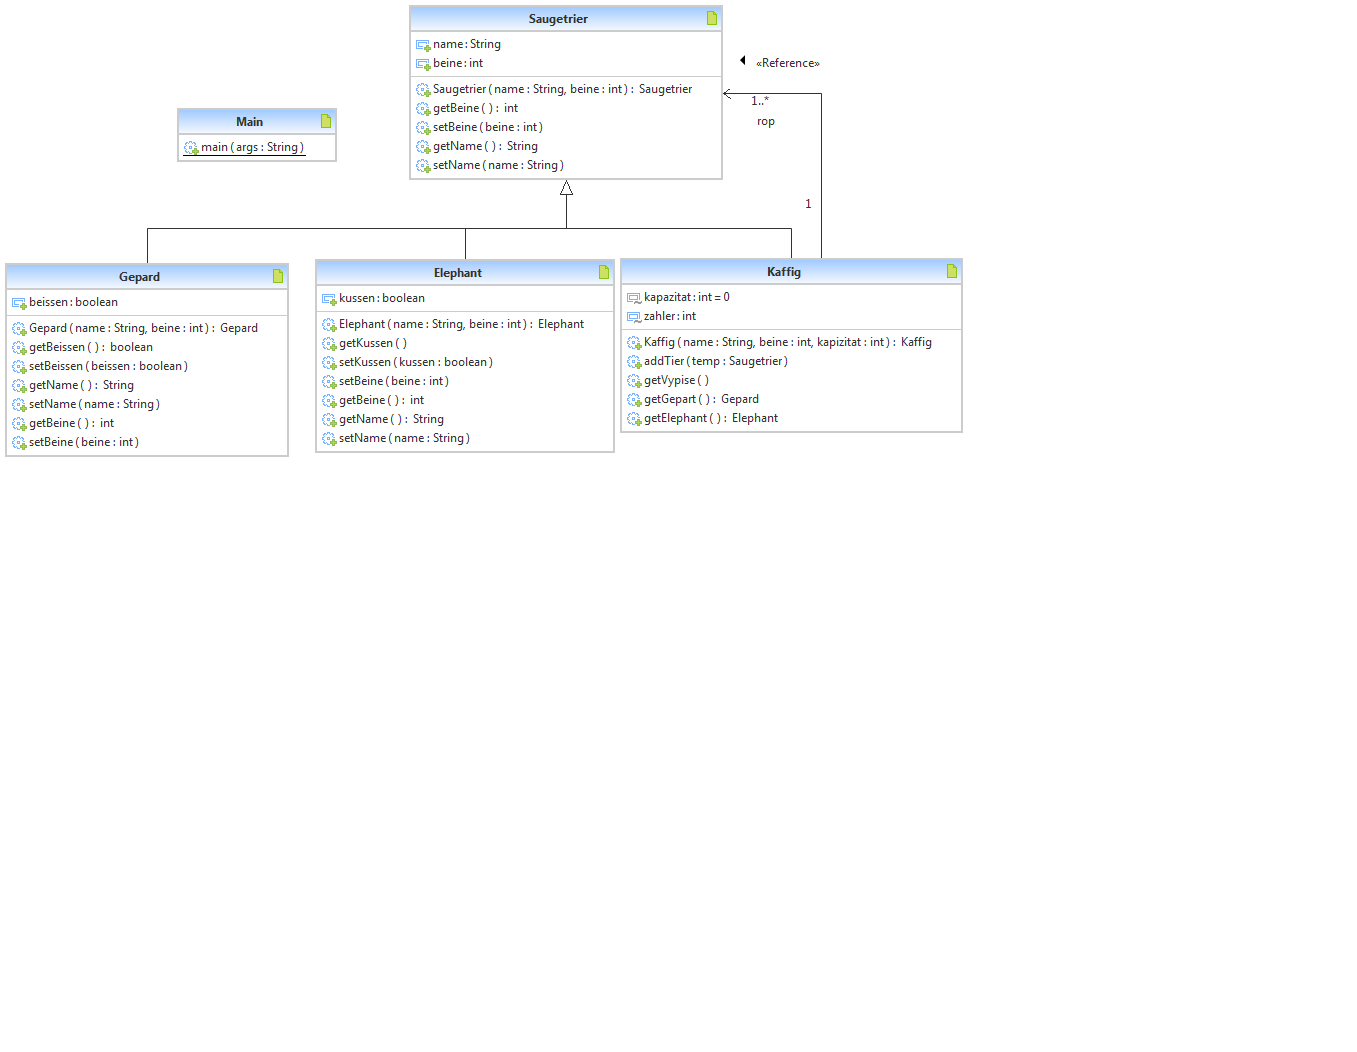 Saugetrier
name : String
beine : int
Saugetrier ( name : String, beine : int ) : Saugetrier
getBeine ( ) : int
setBeine ( beine : int )
getName ( ) : String
setName ( name : String )
«Reference»
1..*
rop
1
Main
main ( args : String )
Gepard
beissen : boolean
Gepard ( name : String, beine : int ) : Gepard
getBeissen ( ) : boolean
setBeissen ( beissen : boolean )
getName ( ) : String
setName ( name : String )
getBeine ( ) : int
setBeine ( beine : int )
Elephant
kussen : boolean
Elephant ( name : String, beine : int ) : Elephant
getKussen ( )
setKussen ( kussen : boolean )
setBeine ( beine : int )
getBeine ( ) : int
getName ( ) : String
setName ( name : String )
Kaffig
kapazitat : int = 0
zahler : int
Kaffig ( name : String, beine : int, kapizitat : int ) : Kaffig
addTier ( temp : Saugetrier )
getVypise ( )
getGepart ( ) : Gepard
getElephant ( ) : Elephant